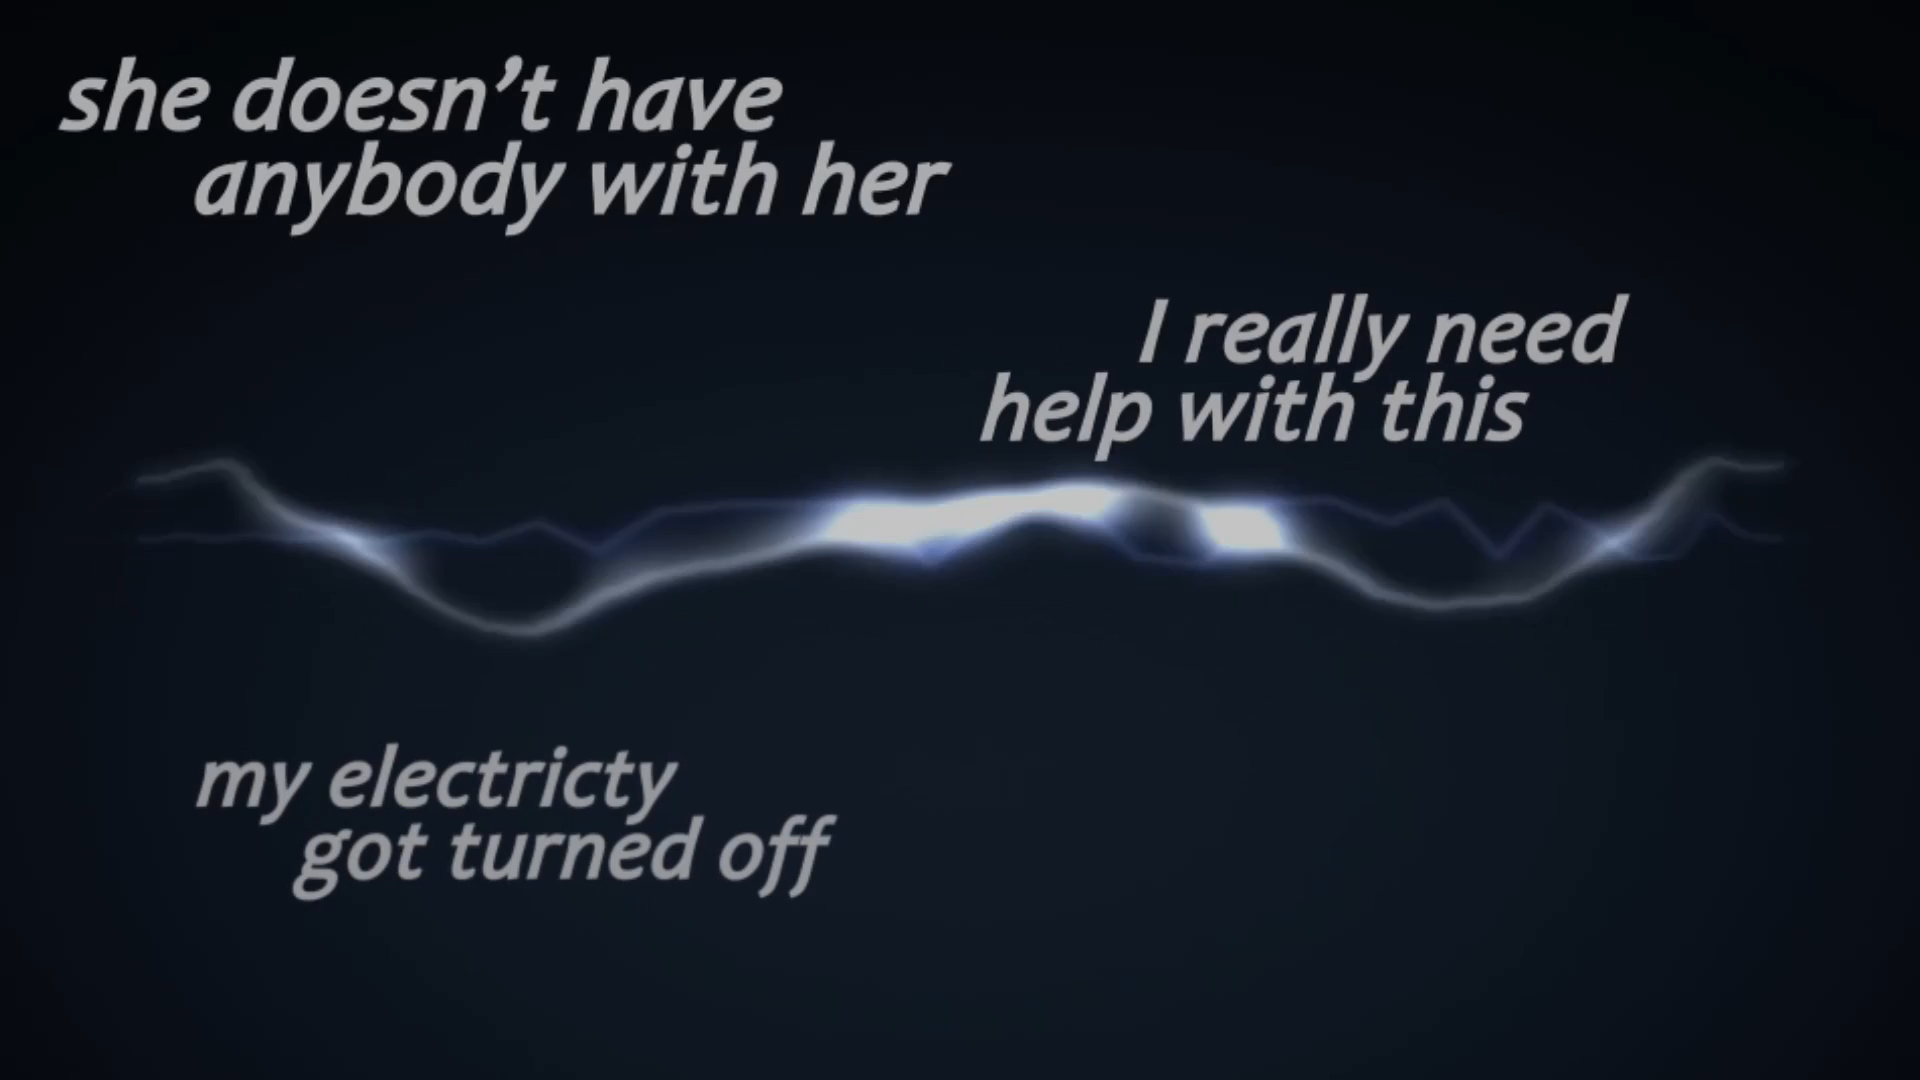 she doesn’t have
anybody with her
I really need
help with this
my electricty
got turned off